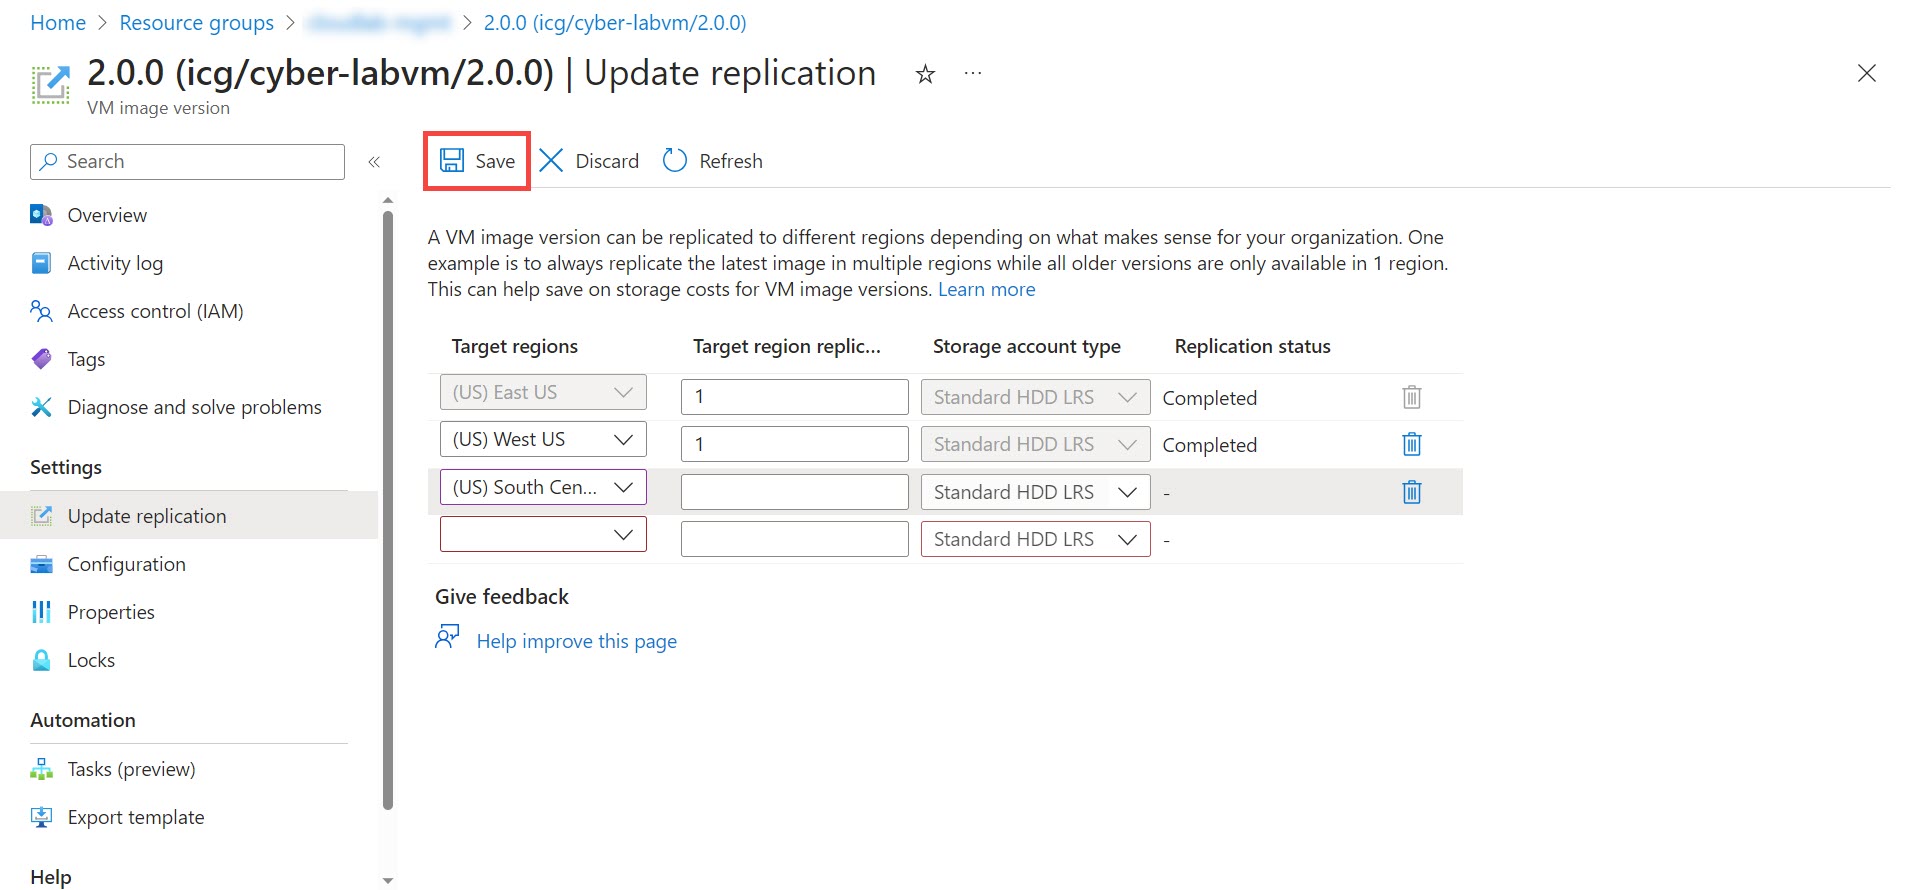 Home > Resource groups > > 2.0.0 (icg/cyber-labvm/2.0.0)
2.0.0 (icg/cyber-labvm/2.0.0) | Update replication
VM image version
Search
Save
Discard
Refresh
Overview
Activity log
Access control (IAM)
Tags
Diagnose and solve problems
Settings
Update replication
Configuration
Properties
Locks
Automation
Tasks (preview)
Export template
Help
A VM image version can be replicated to different regions depending on what makes sense for your organization. One
example is to always replicate the latest image in multiple regions while all older versions are only available in 1 region.
This can help save on storage costs for VM image versions. Learn more
Target regions Target region replic... Storage account type Replication status
(US) East US 1 Standard HDD LRS Completed
(US) West US 1 Standard HDD LRS Completed
(US) South Cen... Standard HDD LRS -
Standard HDD LRS -
Give feedback
Help improve this page